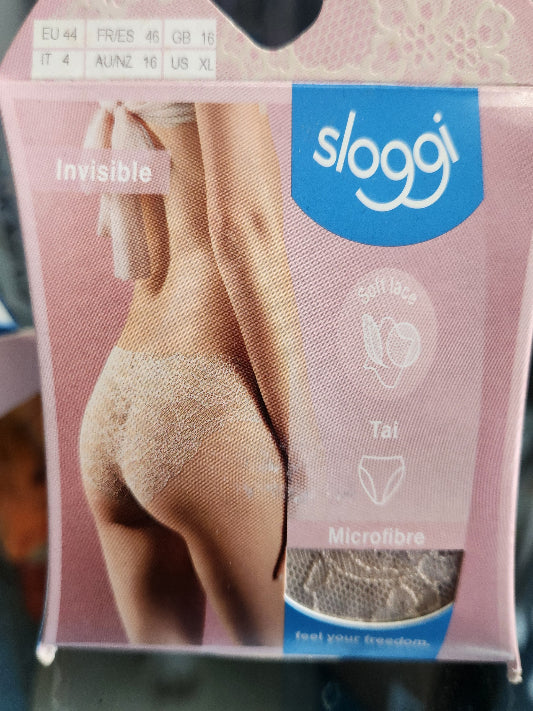 EU 44 FR/ES 46 GB 16
IT 4 AU/NZ 16 US XL
Invisible
sloggi
Soft lace
Tai
Microfibre
feel your freedom.